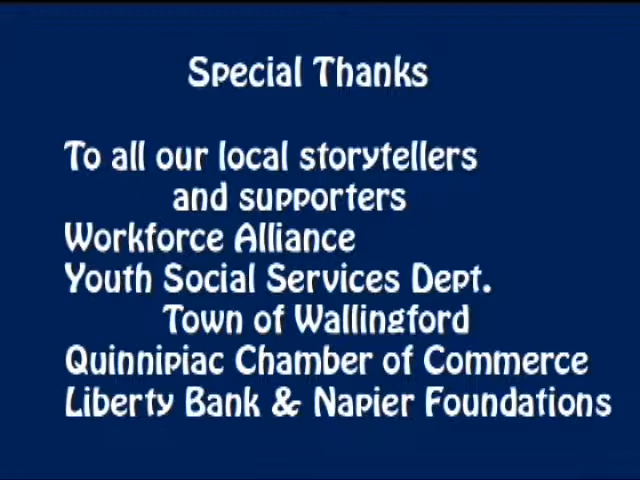 Special Thanks
To all our local storytellers
and supporters
Workforce Alliance
Youth Social Services Dept.
Town of Wallingford
Quinnipiac Chamber of Commerce
Liberty Bank & Napier Foundations